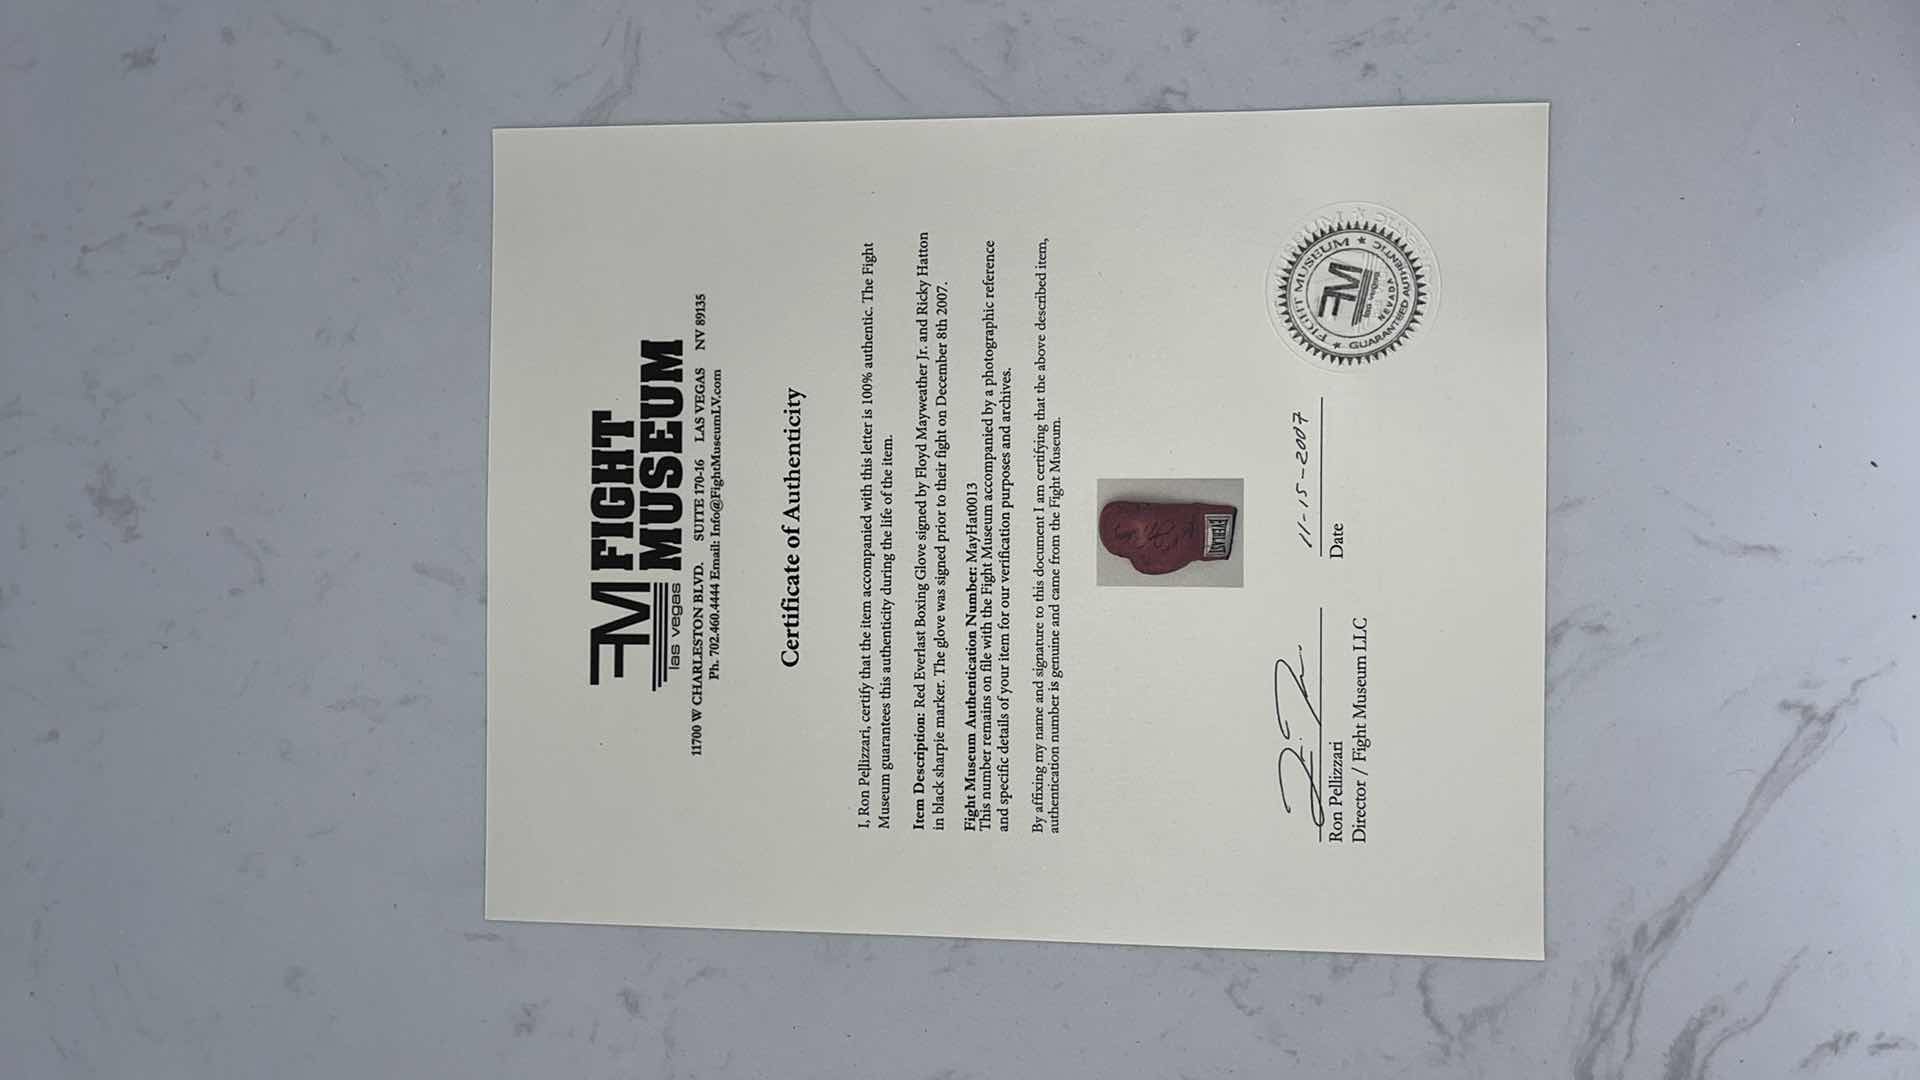 FM FIGHT
las vegas MUSEUM
11700 W CHARLESTON BLVD. SUITE 170-16 LAS VEGAS NV 89135
Ph. 702.460.4444 Email: Info@FightMuseumLV.com
Certificate of Authenticity
I, Ron Pellizzari, certify that the item accompanied with this letter is 100% authentic. The Fight
Museum guarantees this authenticity during the life of the item.
Item Description: Red Everlast Boxing Glove signed by Floyd Mayweather Jr. and Ricky Hatton
in black sharpie marker. The glove was signed prior to their fight on December 8th 2007.
Fight Museum Authentication Number: MayHat0013
This number remains on file with the Fight Museum accompanied by a photographic reference
and specific details of your item for our verification purposes and archives.
By affixing my name and signature to this document I am certifying that the above described item,
authentication number is genuine and came from the Fight Museum.
EVERLAST
11-15-2007
Ron Pellizzari
Date
Director / Fight Museum LLC
FIGHT MUSEUM ★ GUARANTEED AUTHENTIC ★
FM
las vegas
NEVADA